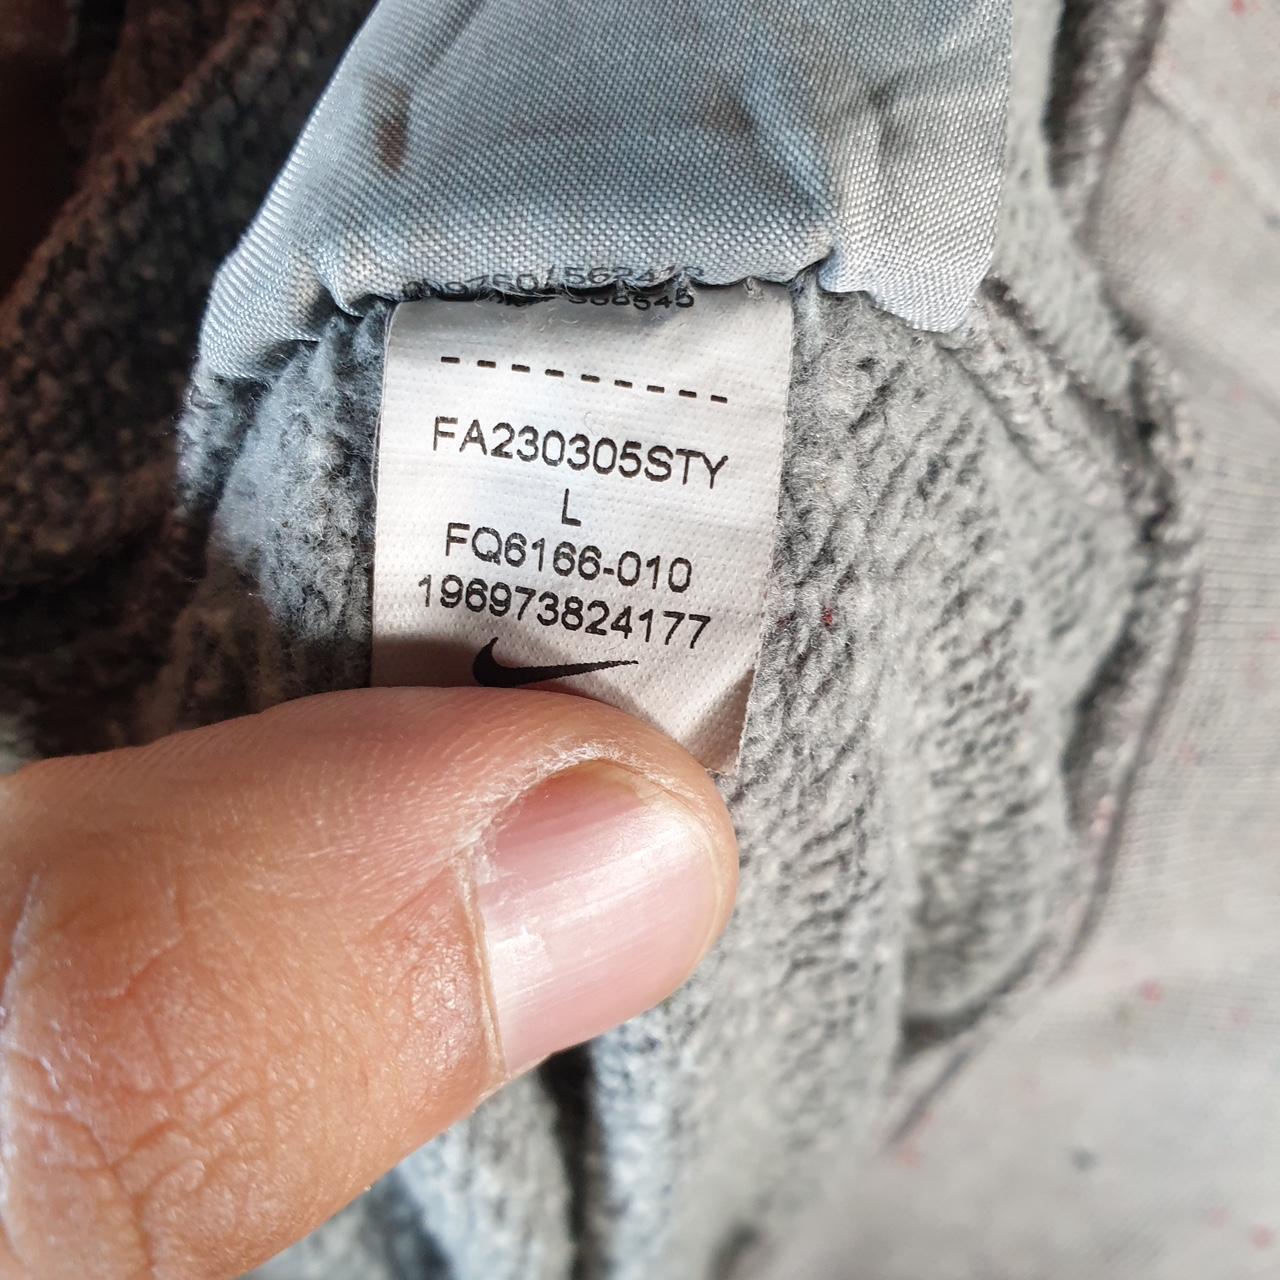 ---------
FA230305STY
L
FQ6166-010
196973824177